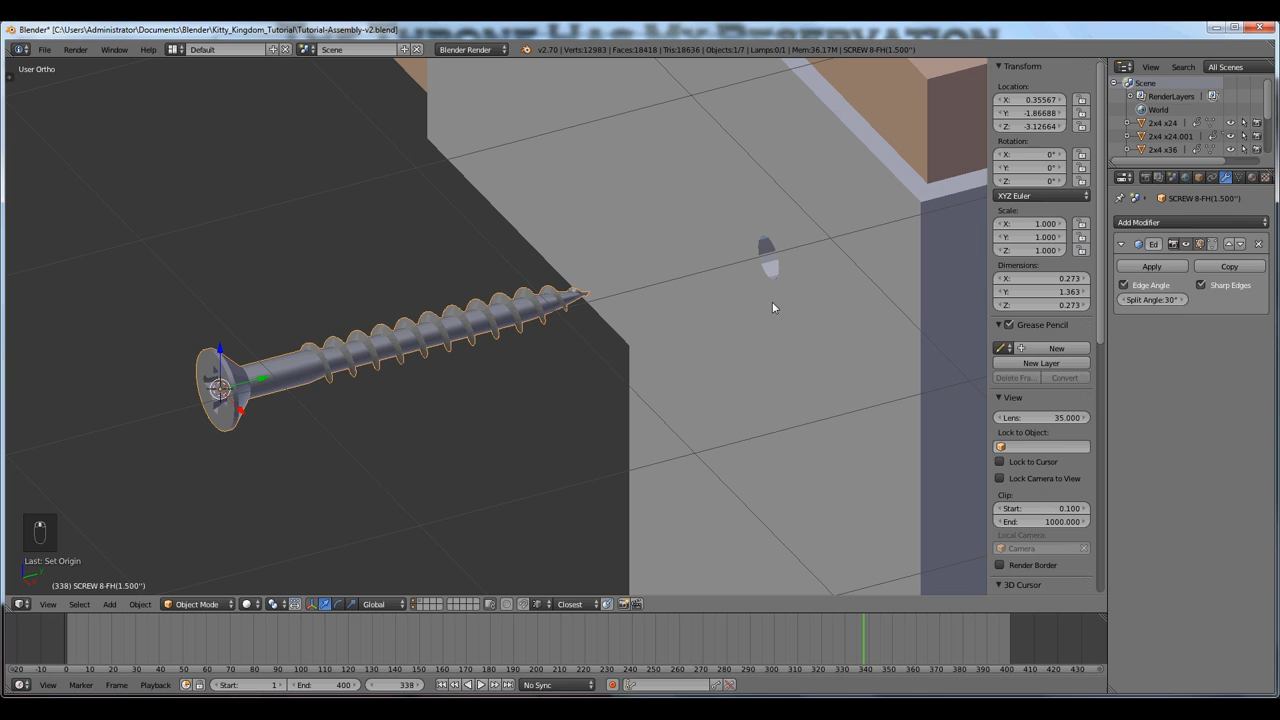 Blender* [C:\Users\Administrator\Documents\Blender\Kitty_Kingdom_Tutorial\Tutorial-Assembly-v2.blend]
File Render Window Help Default Scene Blender Render v2.70 | Verts:12983 | Faces:18418 | Tris:18636 | Objects:1/7 | Lamps:0/1 | Mem:36.17M | SCREW 8-FH(1.500'')
User Ortho
Transform
Location:
X: 0.35567
Y: -1.86688
Z: -3.12664
Rotation:
X: 0°
Y: 0°
Z: 0°
XYZ Euler
Scale:
X: 1.000
Y: 1.000
Z: 1.000
Dimensions:
X: 0.273
Y: 1.363
Z: 0.273
Grease Pencil
New
New Layer
Delete Fra... Convert
View
Lens: 35.000
Lock to Object:
Lock to Cursor
Lock Camera to View
Clip:
Start: 0.100
End: 1000.000
Local Camera:
Camera
Render Border
3D Cursor
View Search All Scenes
Scene
RenderLayers
World
2x4 x24
2x4 x24.001
2x4 x36
SCREW 8-FH(1.500'')
Add Modifier
Ed
Apply Copy
Edge Angle Sharp Edges
Split Angle: 30°
Last: Set Origin
(338) SCREW 8-FH(1.500'')
View Select Add Object Object Mode Global Closest
-20 -10 0 10 20 30 40 50 60 70 80 90 100 110 120 130 140 150 160 170 180 190 200 210 220 230 240 250 260 270 280 290 300 310 320 330 340 350 360 370 380 390 400 410 420 430
View Marker Frame Playback Start: 1 End: 400 338 No Sync